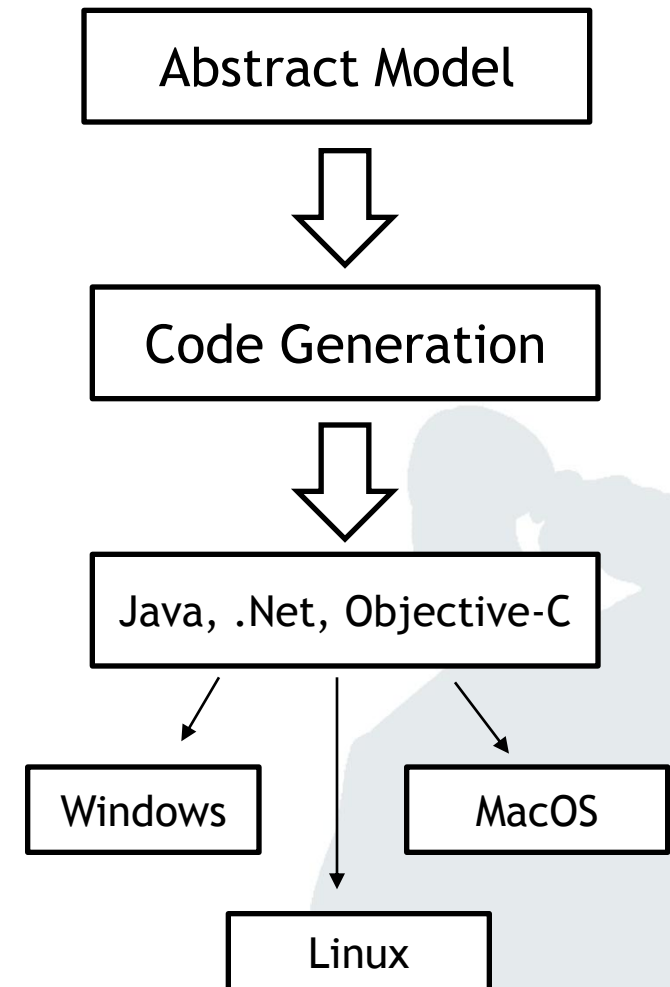 Abstract Model
Code Generation
Java, .Net, Objective-C
Windows
MacOS
Linux